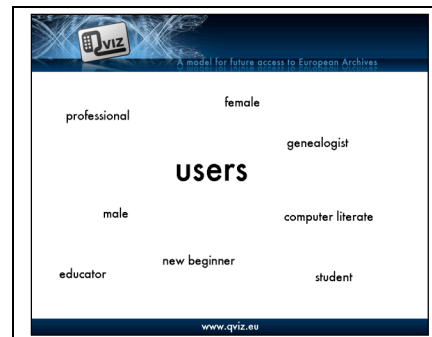 QVIZ
A model for future access to European Archives
female
professional
genealogist
users
male
computer literate
new beginner
educator
student
www.qviz.eu